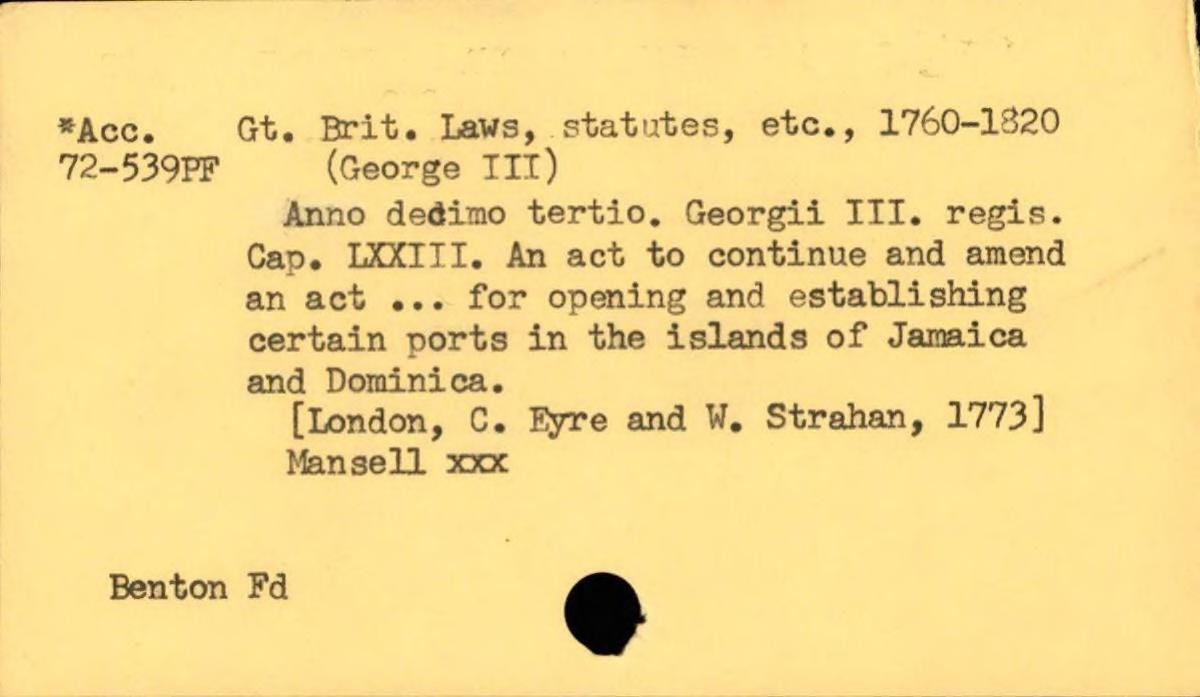 *Acc. Gt. Brit. Laws, statutes, etc., 1760-1820
72-539PF (George III)
Anno decimo tertio. Georgii III. regis.
Cap. LXXIII. An act to continue and amend
an act ... for opening and establishing
certain ports in the islands of Jamaica
and Dominica.
[London, C. Eyre and W. Strahan, 1773]
Mansell xxx
Benton Fd